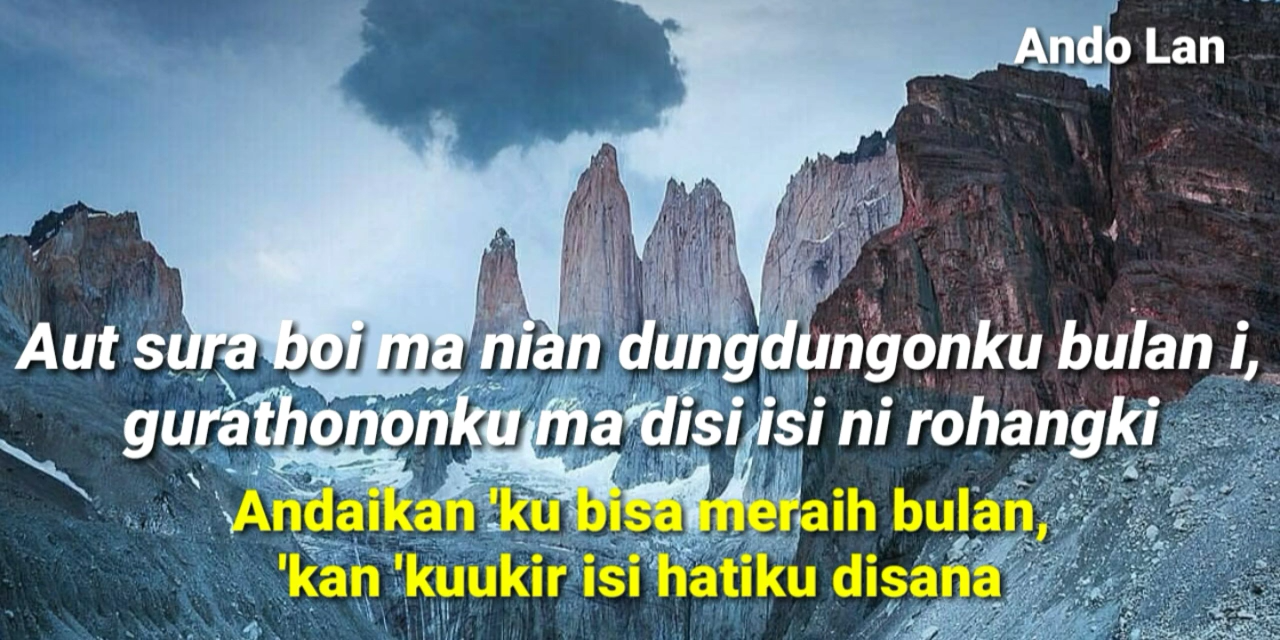 Ando Lan
Aut sura boi ma nian dungdungonku bulan i,
gurathononku ma disi isi ni rohangki
Andaikan 'ku bisa meraih bulan,
'kan 'kuukir isi hatiku disana